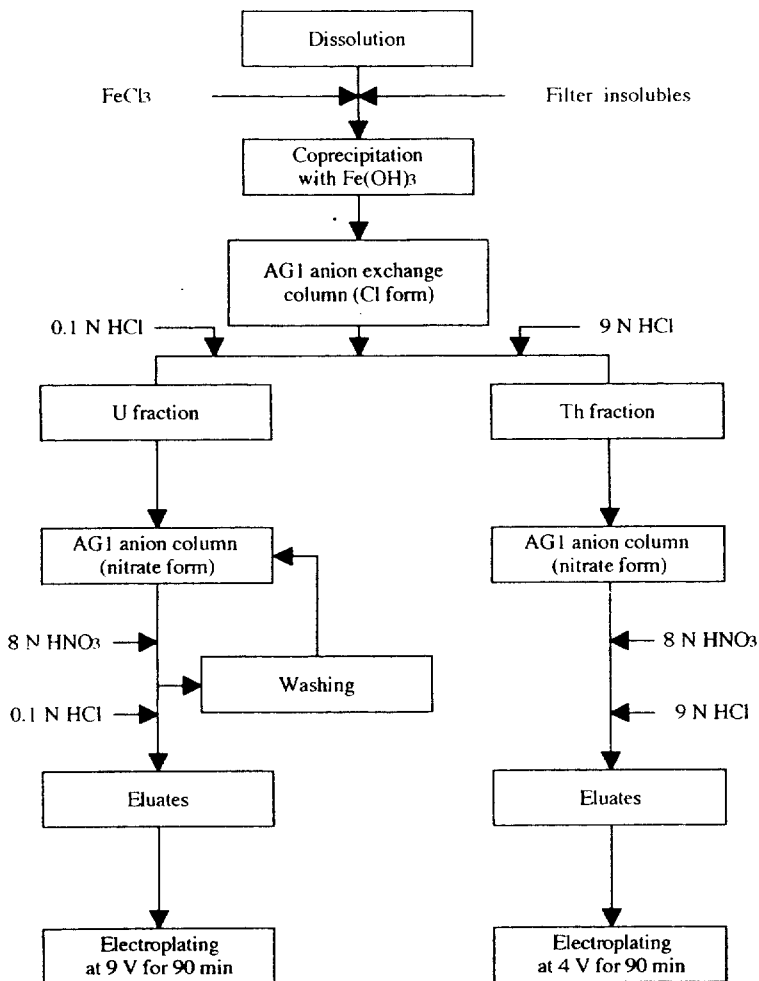 Dissolution
FeCl3
Filter insolubles
Coprecipitation
with Fe(OH)3
AG1 anion exchange
column (Cl form)
0.1 N HCl
9 N HCl
U fraction
Th fraction
AG1 anion column
(nitrate form)
AG1 anion column
(nitrate form)
8 N HNO3
8 N HNO3
Washing
0.1 N HCl
9 N HCl
Eluates
Eluates
Electroplating
at 9 V for 90 min
Electroplating
at 4 V for 90 min